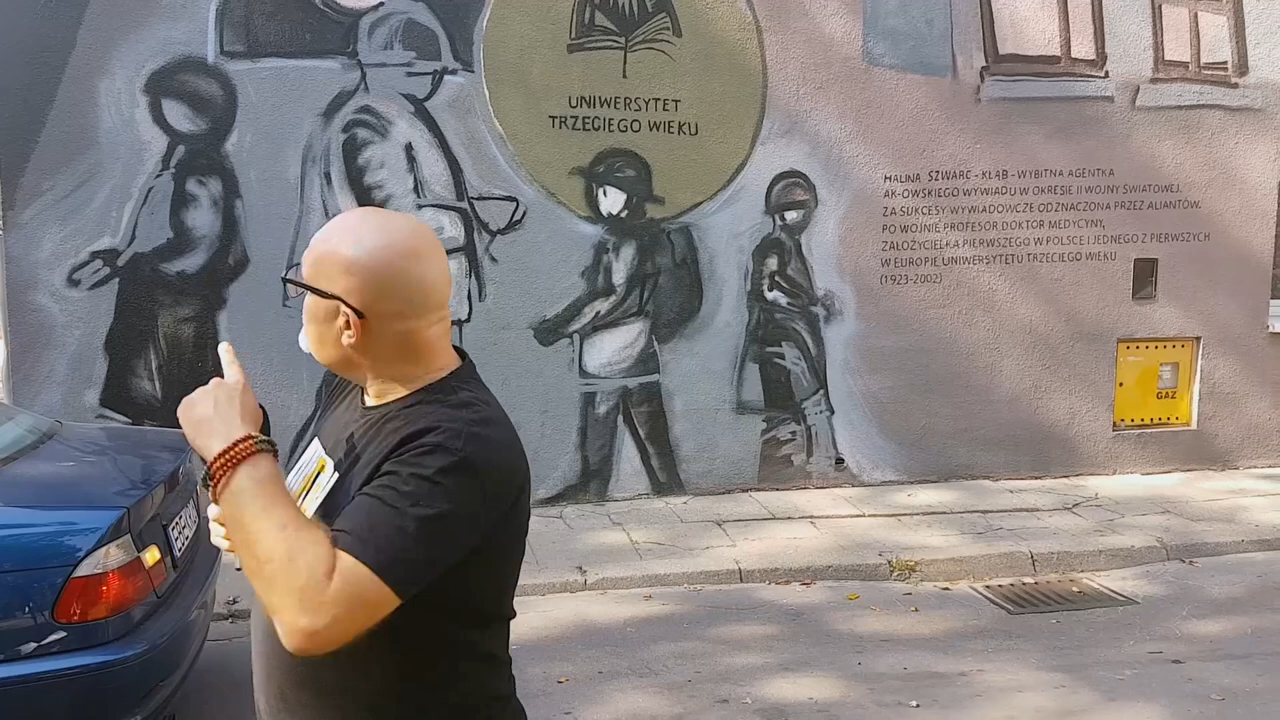 UNIWERSYTET
TRZECIEGO WIEKU
HALINA SZWARC - KŁĄB - WYBITNA AGENTKA
AK-OWSKIEGO WYWIADU W OKRESIE II WOJNY ŚWIATOWEJ.
ZA SUKCESY WYWIADOWCZE ODZNACZONA PRZEZ ALIANTÓW.
PO WOJNIE PROFESOR DOKTOR MEDYCYNY,
ZAŁOŻYCIELKA PIERWSZEGO W POLSCE I JEDNEGO Z PIERWSZYCH
W EUROPIE UNIWERSYTETU TRZECIEGO WIEKU
(1923-2002)
GAZ